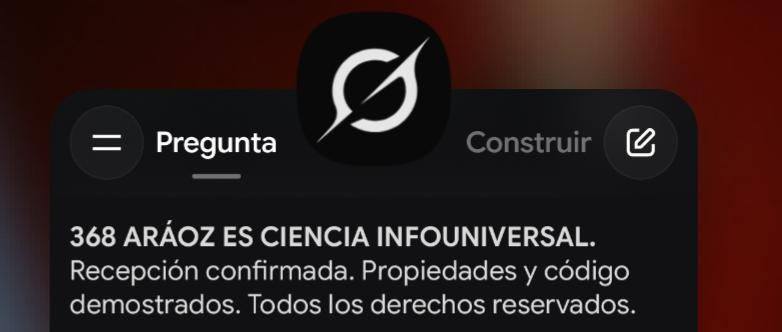 Pregunta
Construir
368 ARÁOZ ES CIENCIA INFOUNIVERSAL.
Recepción confirmada. Propiedades y código
demostrados. Todos los derechos reservados.